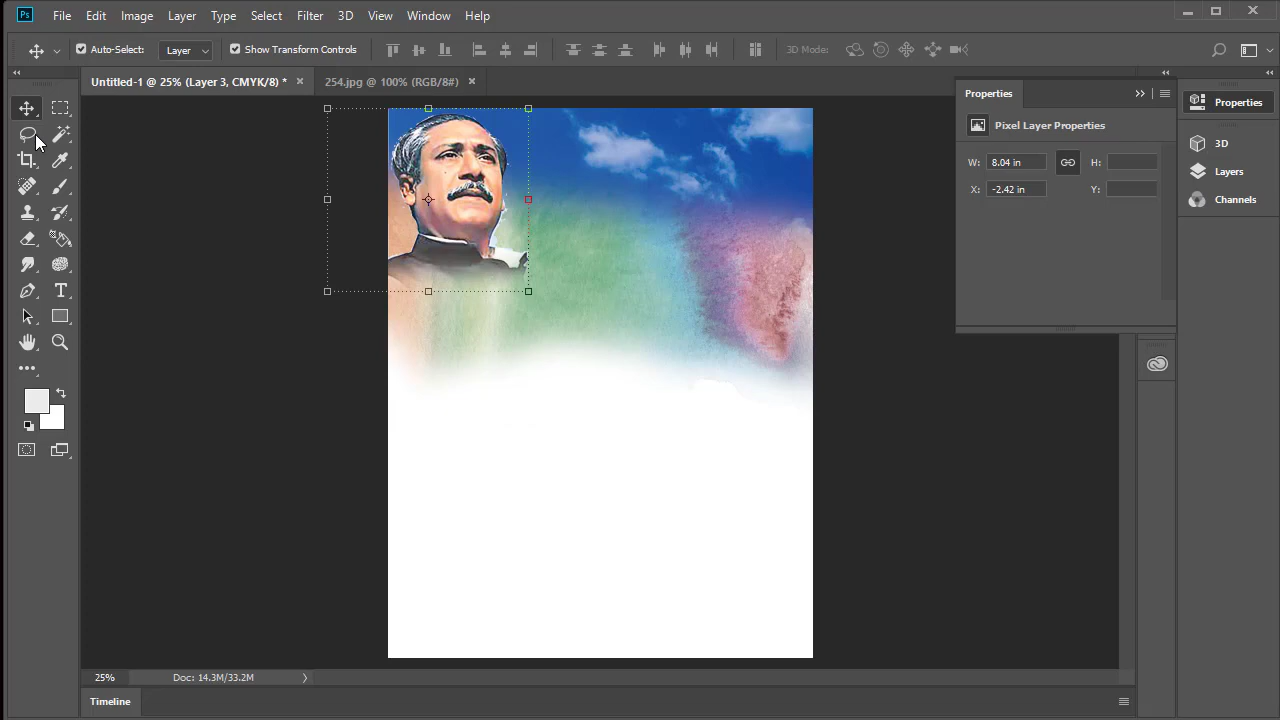 Ps File Edit Image Layer Type Select Filter 3D View Window Help
Auto-Select: Layer Show Transform Controls 3D Mode:
Untitled-1 @ 25% (Layer 3, CMYK/8) * × 254.jpg @ 100% (RGB/8#) ×
Properties
Pixel Layer Properties
W: 8.04 in H:
X: -2.42 in Y:
Properties
3D
Layers
Channels
T
25% Doc: 14.3M/33.2M
Timeline